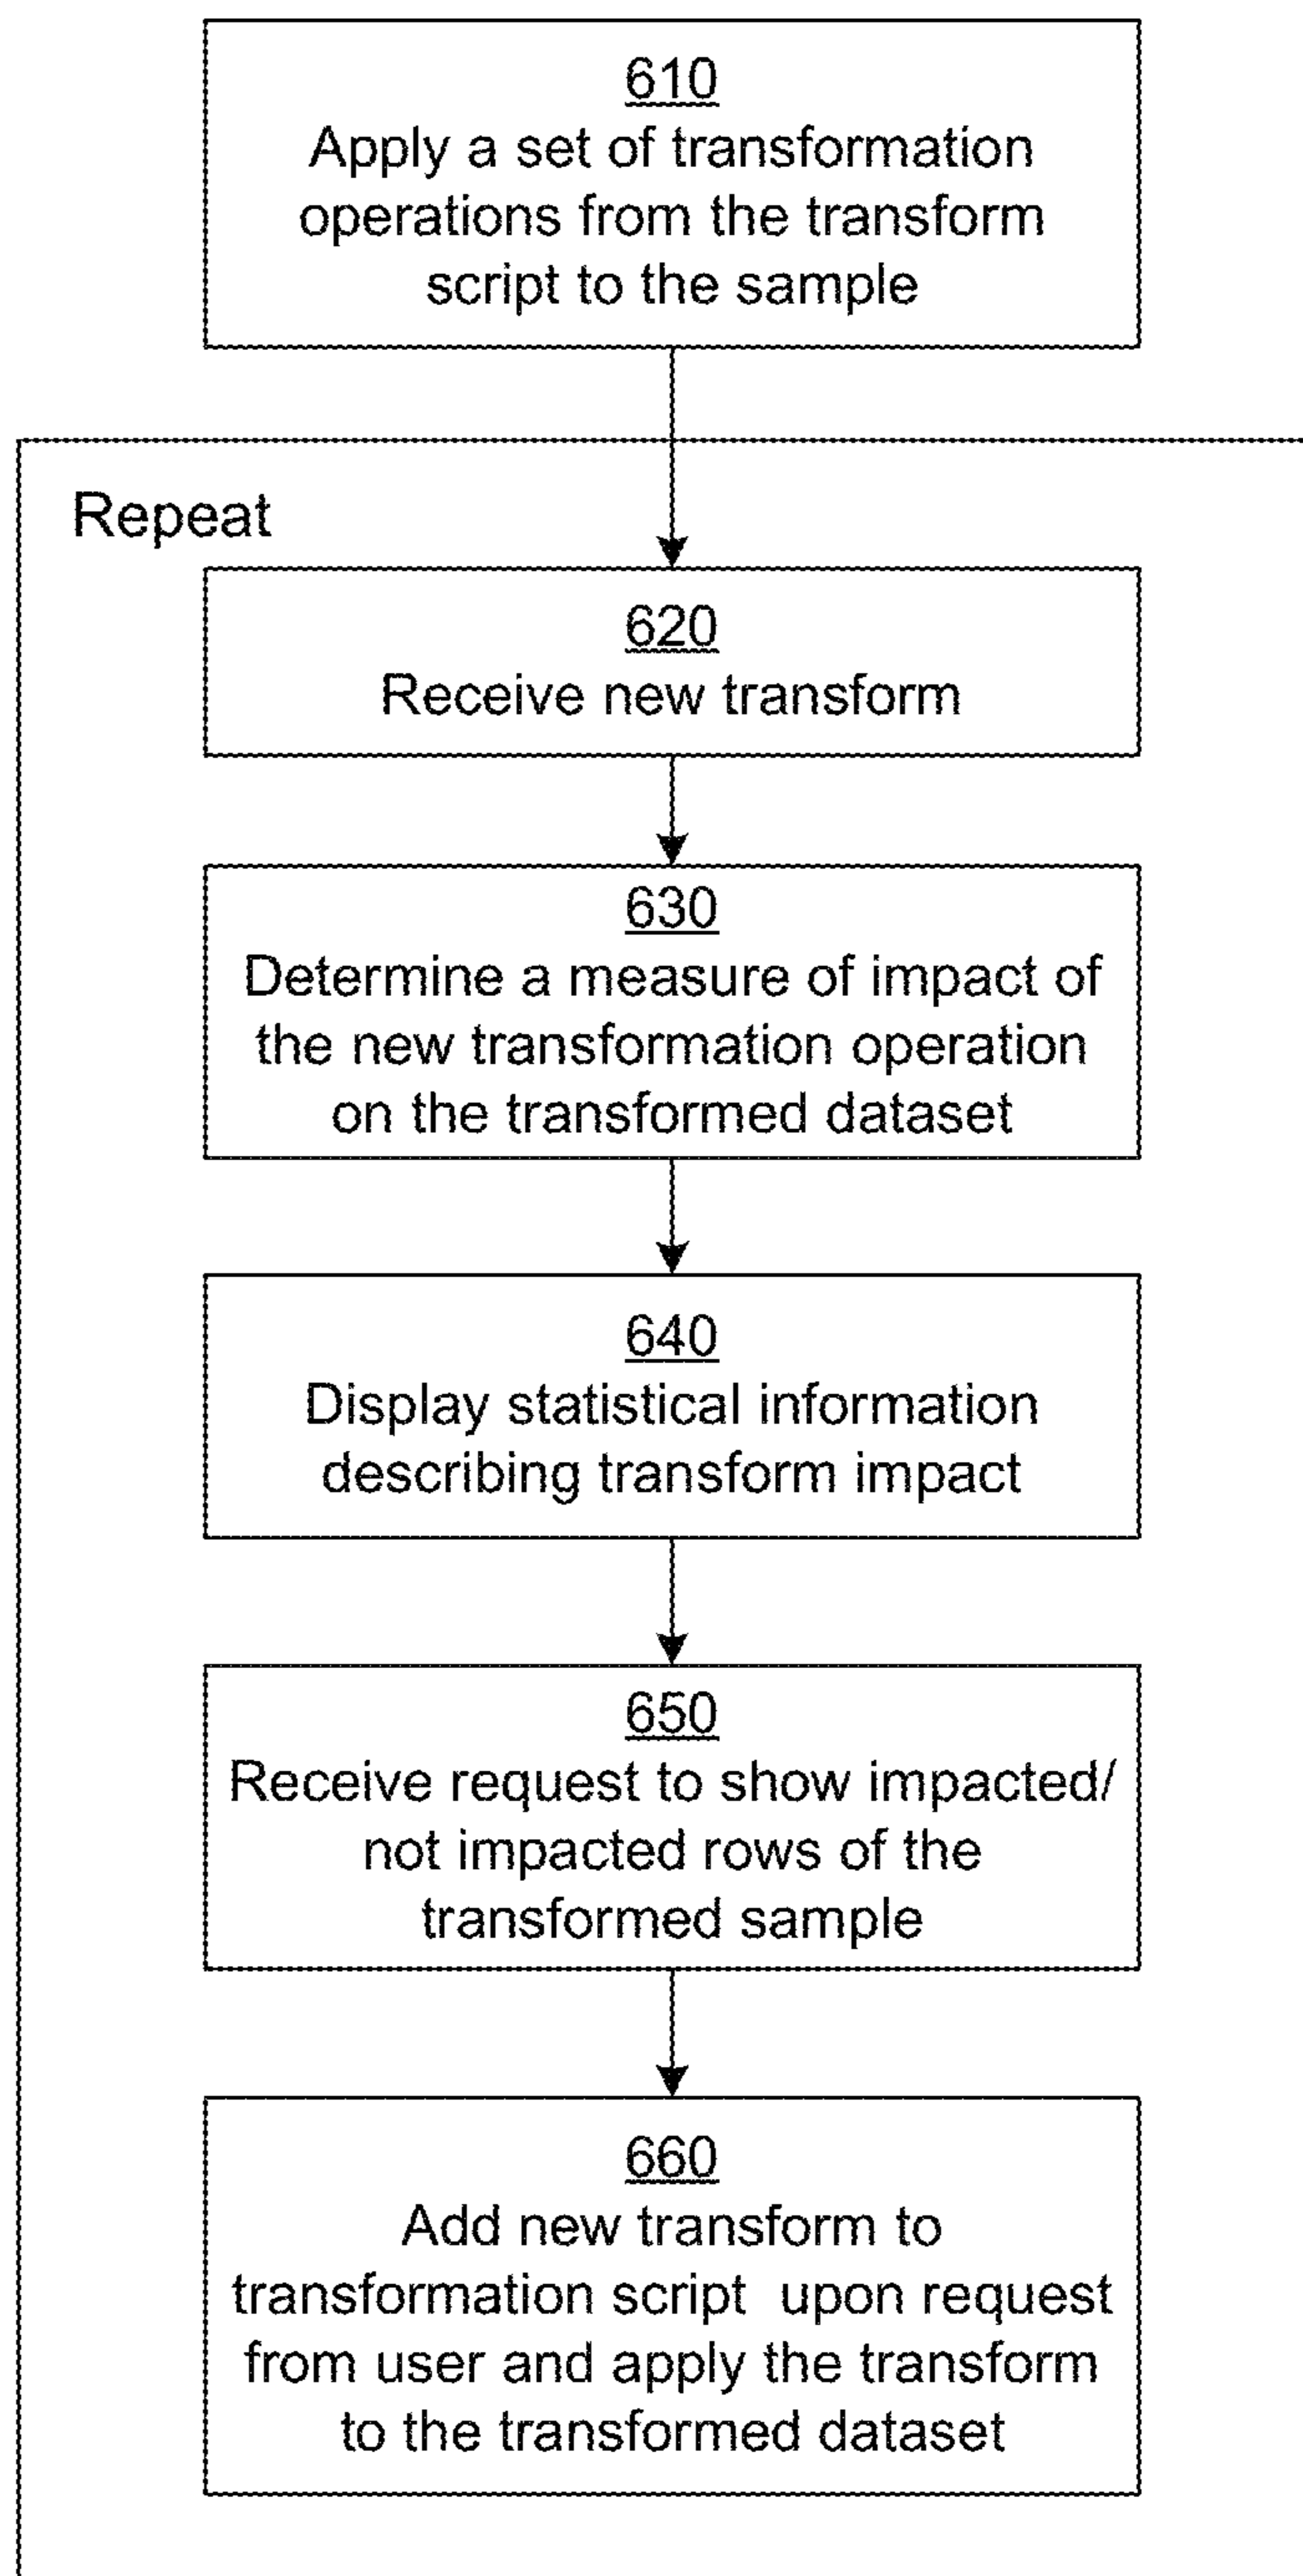 610
Apply a set of transformation
operations from the transform
script to the sample
Repeat
620
Receive new transform
630
Determine a measure of impact of
the new transformation operation
on the transformed dataset
640
Display statistical information
describing transform impact
650
Receive request to show impacted/
not impacted rows of the
transformed sample
660
Add new transform to
transformation script upon request
from user and apply the transform
to the transformed dataset